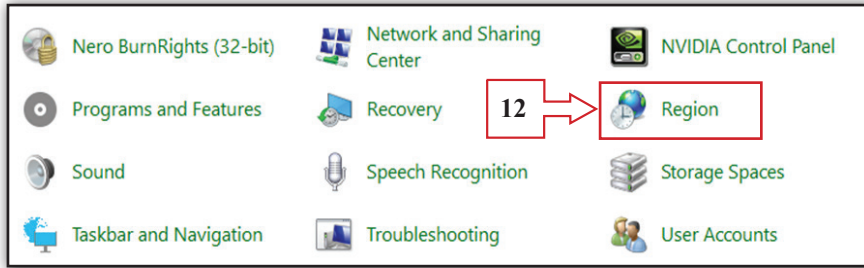 Nero BurnRights (32-bit)
Network and Sharing
Center
NVIDIA Control Panel
Programs and Features
Recovery
12
Region
Sound
Speech Recognition
Storage Spaces
Taskbar and Navigation
Troubleshooting
User Accounts